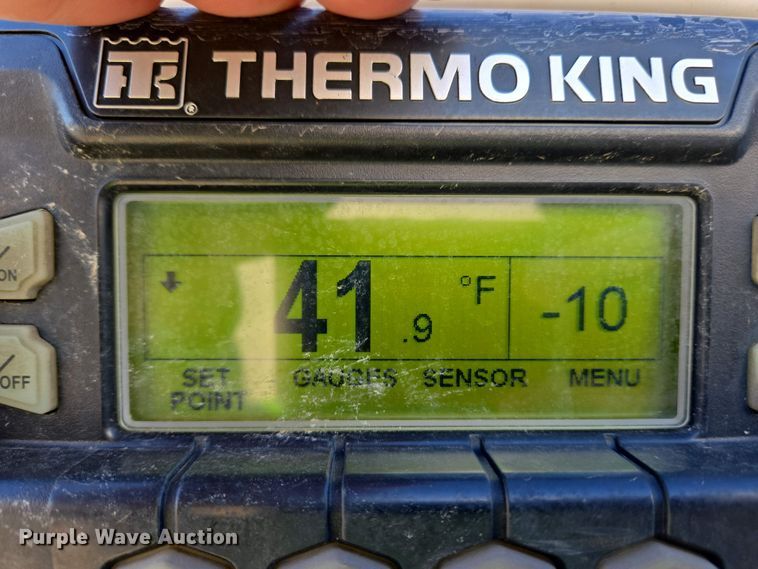 TK
®
THERMO KING
ON
OFF
41.9 °F
-10
SET POINT
GAUGES
SENSOR
MENU
Purple Wave Auction®